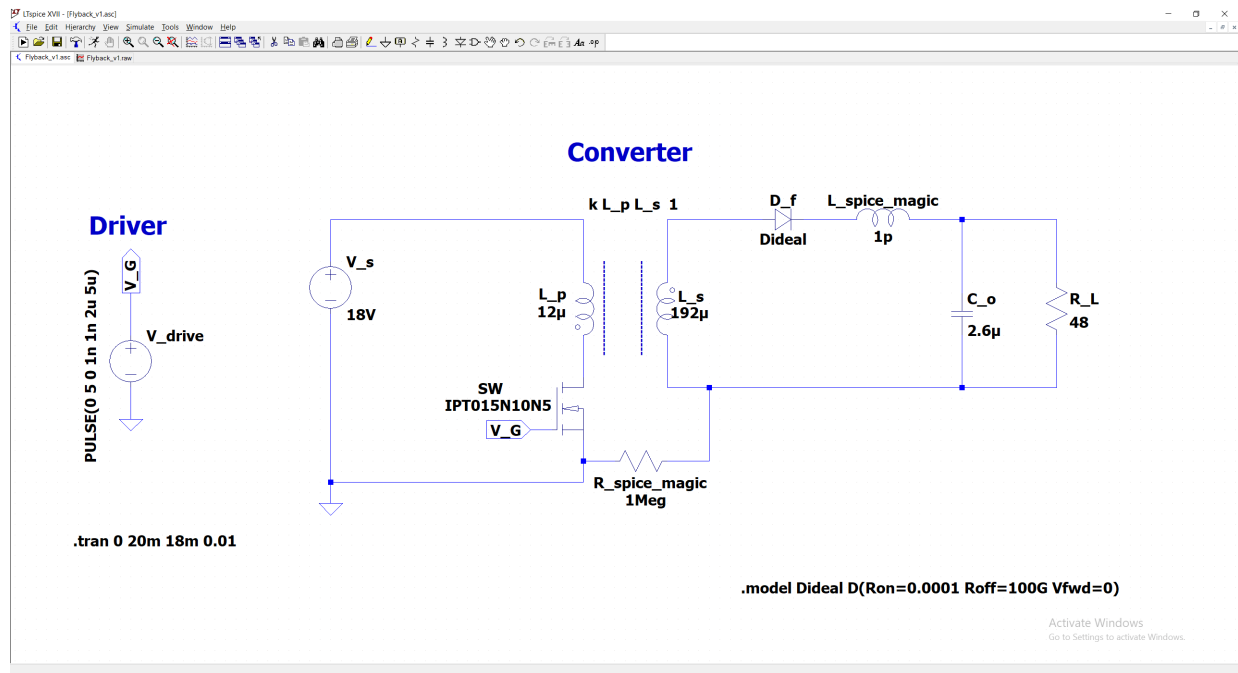 LTspice XVII - [Flyback_v1.asc]
File Edit Hierarchy View Simulate Tools Window Help
Flyback_v1.asc Flyback_v1.raw
Converter
Driver
V_G
PULSE(0 5 0 1n 1n 2u 5u)
V_drive
V_s
18V
k L_p L_s 1
L_p
12µ
L_s
192µ
D_f
Dideal
L_spice_magic
1p
C_o
2.6µ
R_L
48
SW
IPT015N10N5
V_G
R_spice_magic
1Meg
.tran 0 20m 18m 0.01
.model Dideal D(Ron=0.0001 Roff=100G Vfwd=0)
Activate Windows
Go to Settings to activate Windows.